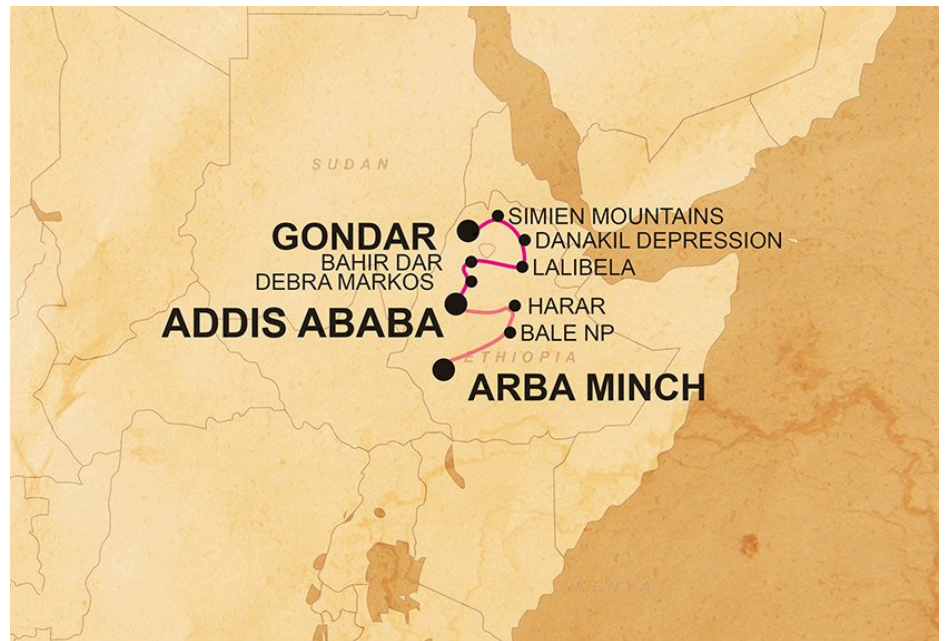 SUDAN
SIMIEN MOUNTAINS
GONDAR
DANAKIL DEPRESSION
BAHIR DAR
LALIBELA
DEBRA MARKOS
HARAR
ADDIS ABABA
BALE NP
ETHIOPIA
ARBA MINCH
KENYA